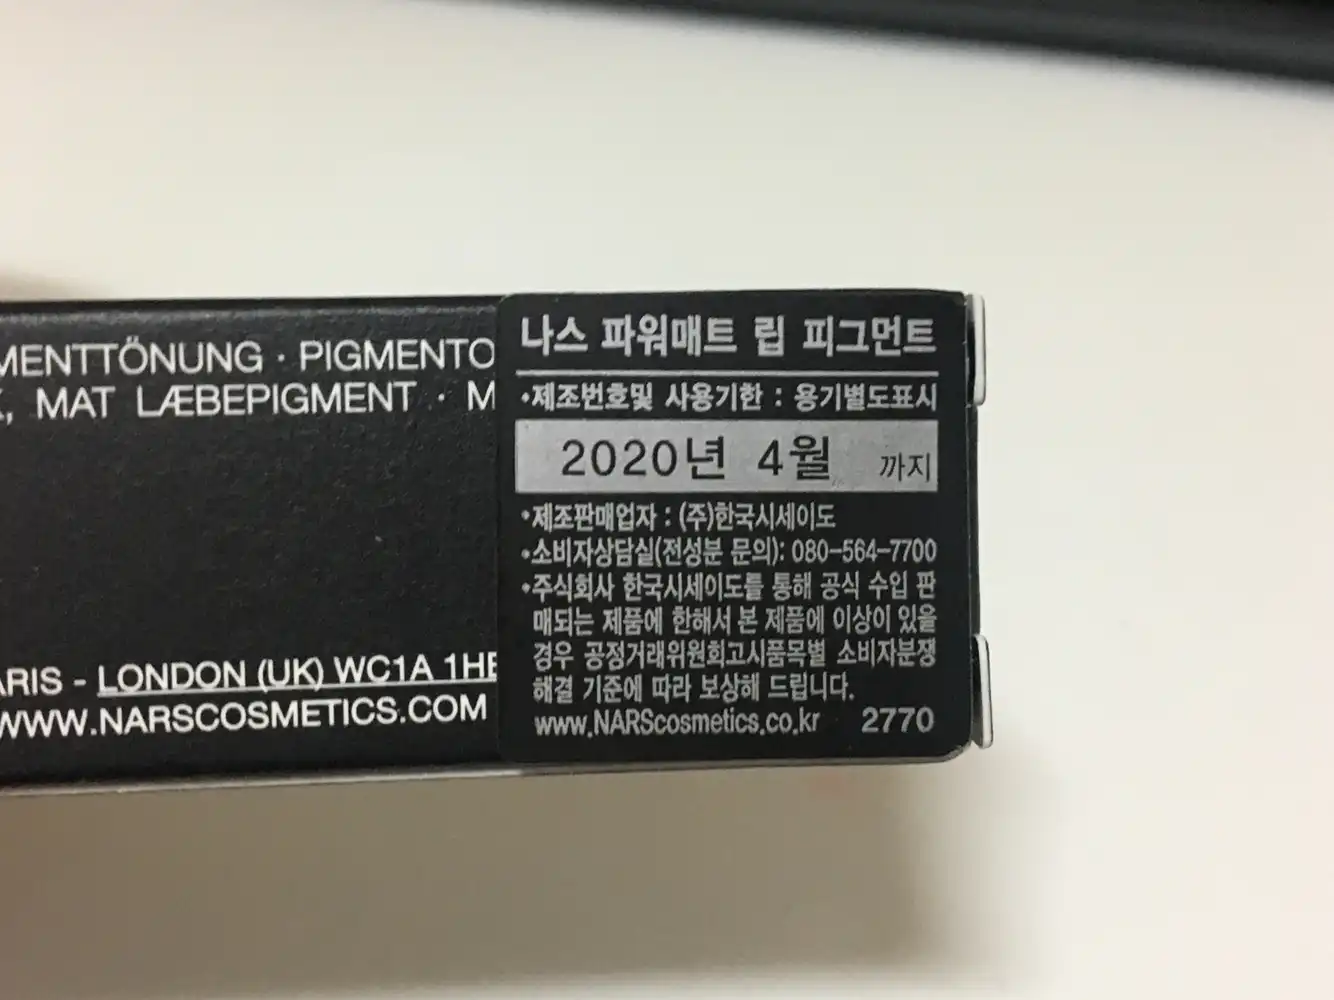 MENTTÖNUNG · PIGMENTO
, MAT LÆBEPIGMENT · M
ARIS - LONDON (UK) WC1A 1HE
WWW.NARSCOSMETICS.COM
나스 파워매트 립 피그먼트
•제조번호및 사용기한 : 용기별도표시
2020년 4월 까지
•제조판매업자 : (주)한국시세이도
•소비자상담실(전성분 문의): 080-564-7700
•주식회사 한국시세이도를 통해 공식 수입 판
매되는 제품에 한해서 본 제품에 이상이 있을
경우 공정거래위원회고시품목별 소비자분쟁
해결 기준에 따라 보상해 드립니다.
www.NARScosmetics.co.kr 2770